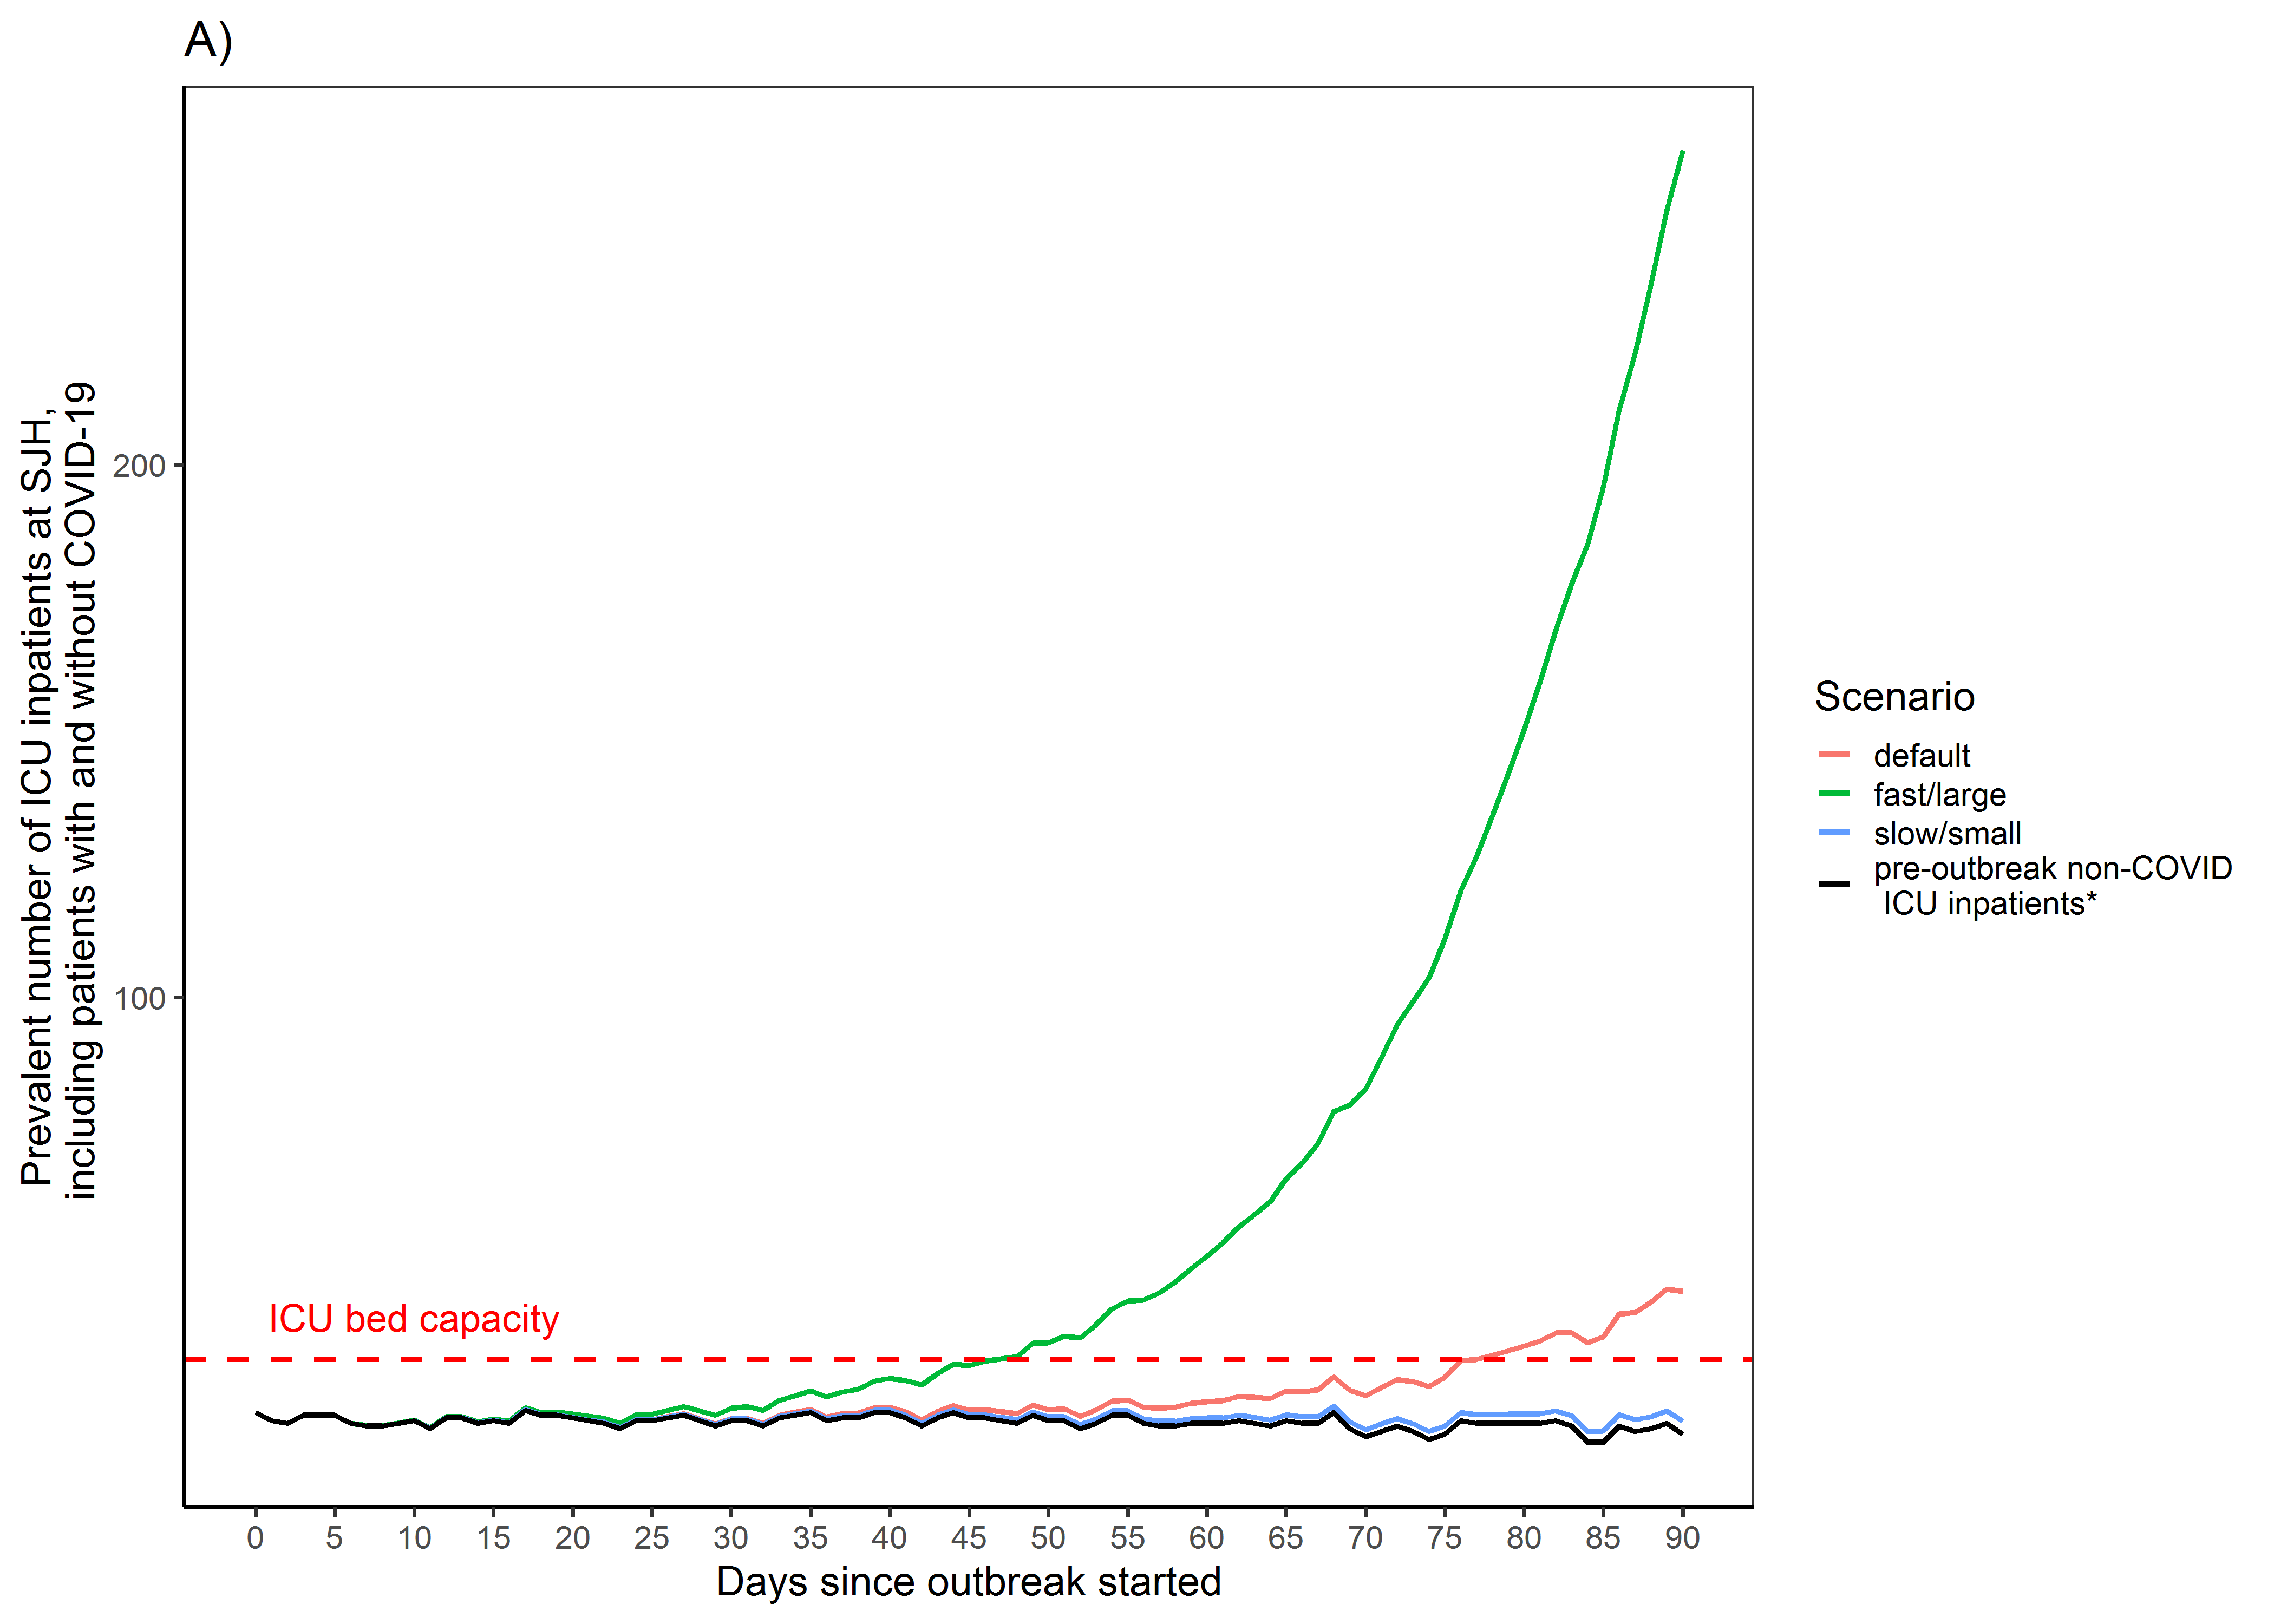 A)
Prevalent number of ICU inpatients at SJH,
including patients with and without COVID-19
200
100
ICU bed capacity
0 5 10 15 20 25 30 35 40 45 50 55 60 65 70 75 80 85 90
Days since outbreak started
Scenario
default
fast/large
slow/small
pre-outbreak non-COVID
ICU inpatients*